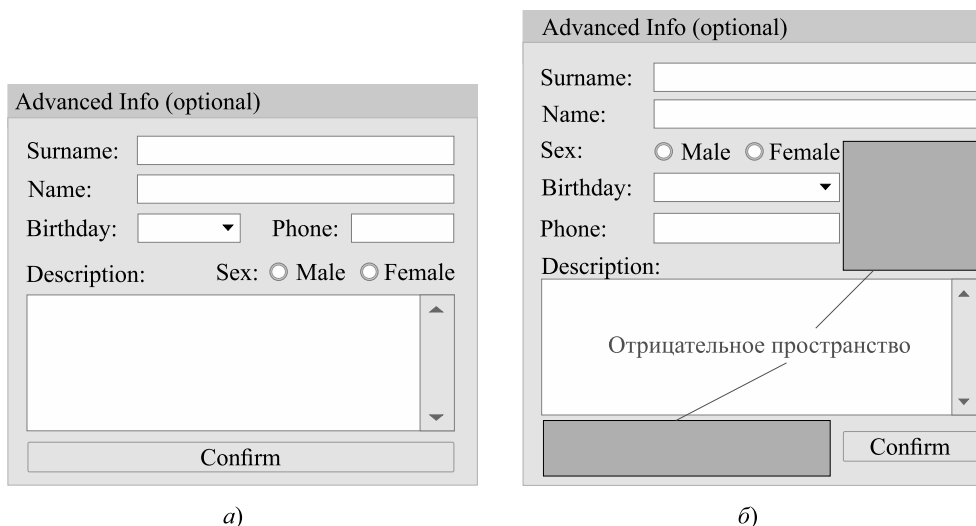 Advanced Info (optional)
Surname:
Name:
Birthday:
Phone:
Description:
Sex:
Male
Female
Confirm
а)
Advanced Info (optional)
Surname:
Name:
Sex:
Male
Female
Birthday:
Phone:
Description:
Отрицательное пространство
Confirm
б)